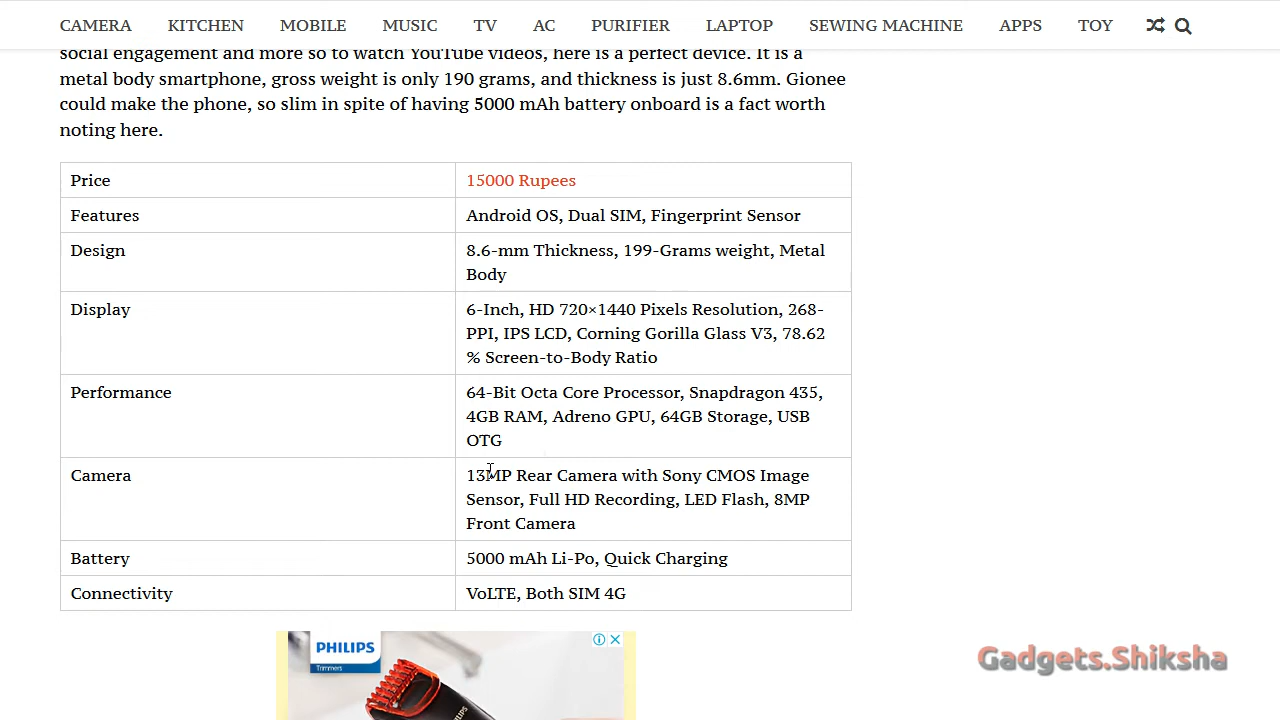 CAMERA KITCHEN MOBILE MUSIC TV AC PURIFIER LAPTOP SEWING MACHINE APPS TOY
social engagement and more so to watch YouTube videos, here is a perfect device. It is a
metal body smartphone, gross weight is only 190 grams, and thickness is just 8.6mm. Gionee
could make the phone, so slim in spite of having 5000 mAh battery onboard is a fact worth
noting here.
Price 15000 Rupees
Features Android OS, Dual SIM, Fingerprint Sensor
Design 8.6-mm Thickness, 199-Grams weight, Metal
Body
Display 6-Inch, HD 720×1440 Pixels Resolution, 268-
PPI, IPS LCD, Corning Gorilla Glass V3, 78.62
% Screen-to-Body Ratio
Performance 64-Bit Octa Core Processor, Snapdragon 435,
4GB RAM, Adreno GPU, 64GB Storage, USB
OTG
Camera 13MP Rear Camera with Sony CMOS Image
Sensor, Full HD Recording, LED Flash, 8MP
Front Camera
Battery 5000 mAh Li-Po, Quick Charging
Connectivity VoLTE, Both SIM 4G
PHILIPS
Trimmers
PHILIPS
Gadgets.Shiksha